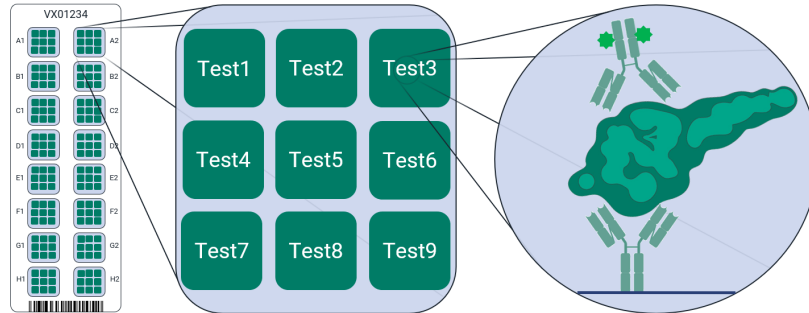 VX01234
A1 A2
B1 B2
C1 C2
D1 D2
E1 E2
F1 F2
G1 G2
H1 H2
Test1 Test2 Test3
Test4 Test5 Test6
Test7 Test8 Test9